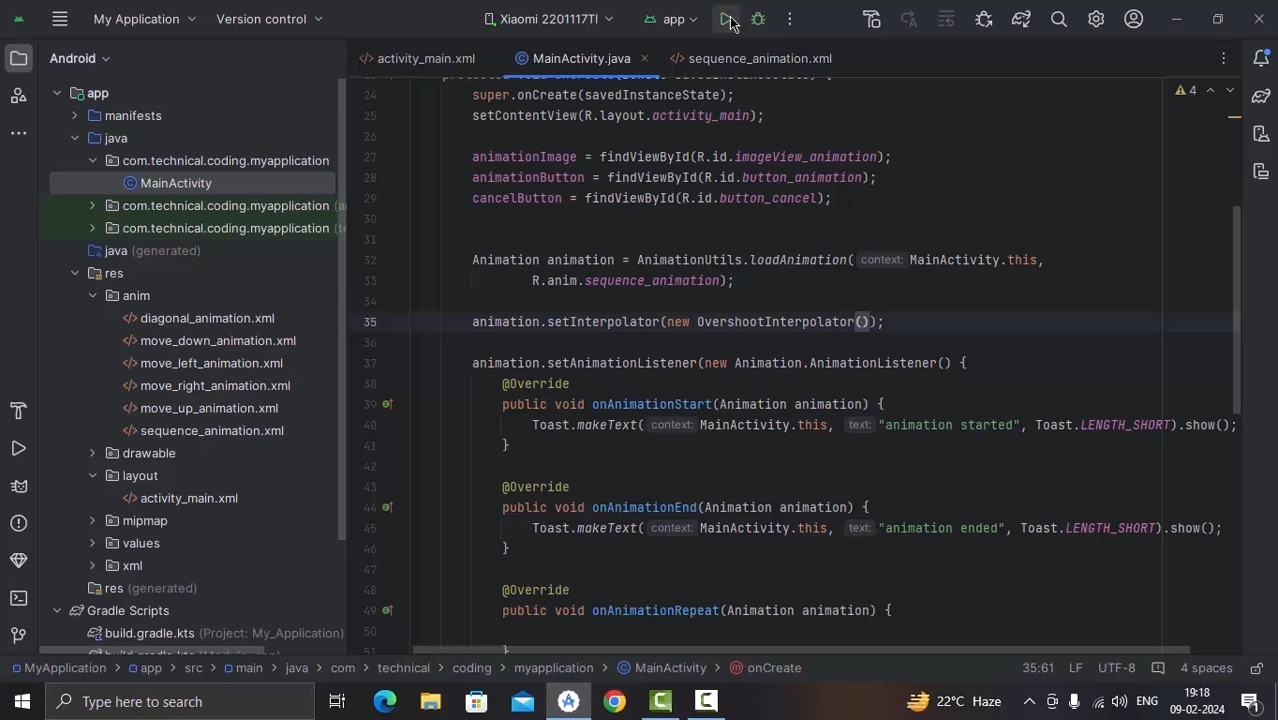 My Application
Version control
Xiaomi 2201117TI
app
Android
activity_main.xml
MainActivity.java
sequence_animation.xml
app
manifests
java
com.technical.coding.myapplication
MainActivity
com.technical.coding.myapplication
com.technical.coding.myapplication
java (generated)
res
anim
diagonal_animation.xml
move_down_animation.xml
move_left_animation.xml
move_right_animation.xml
move_up_animation.xml
sequence_animation.xml
drawable
layout
activity_main.xml
mipmap
values
xml
res (generated)
Gradle Scripts
build.gradle.kts (Project: My_Application)
4
24 super.onCreate(savedInstanceState);
25 setContentView(R.layout.activity_main);
26
27 animationImage = findViewById(R.id.imageView_animation);
28 animationButton = findViewById(R.id.button_animation);
29 cancelButton = findViewById(R.id.button_cancel);
30
31
32 Animation animation = AnimationUtils.loadAnimation( context: MainActivity.this,
33 R.anim.sequence_animation);
34
35 animation.setInterpolator(new OvershootInterpolator());
36
37 animation.setAnimationListener(new Animation.AnimationListener() {
38 @Override
39 public void onAnimationStart(Animation animation) {
40 Toast.makeText( context: MainActivity.this, text: "animation started", Toast.LENGTH_SHORT).show();
41 }
42
43 @Override
44 public void onAnimationEnd(Animation animation) {
45 Toast.makeText( context: MainActivity.this, text: "animation ended", Toast.LENGTH_SHORT).show();
46 }
47
48 @Override
49 public void onAnimationRepeat(Animation animation) {
50
51 }
MyApplication
app
src
main
java
com
technical
coding
myapplication
MainActivity
onCreate
35:61
LF
UTF-8
4 spaces
Type here to search
22°C Haze
ENG
19:18
09-02-2024
1